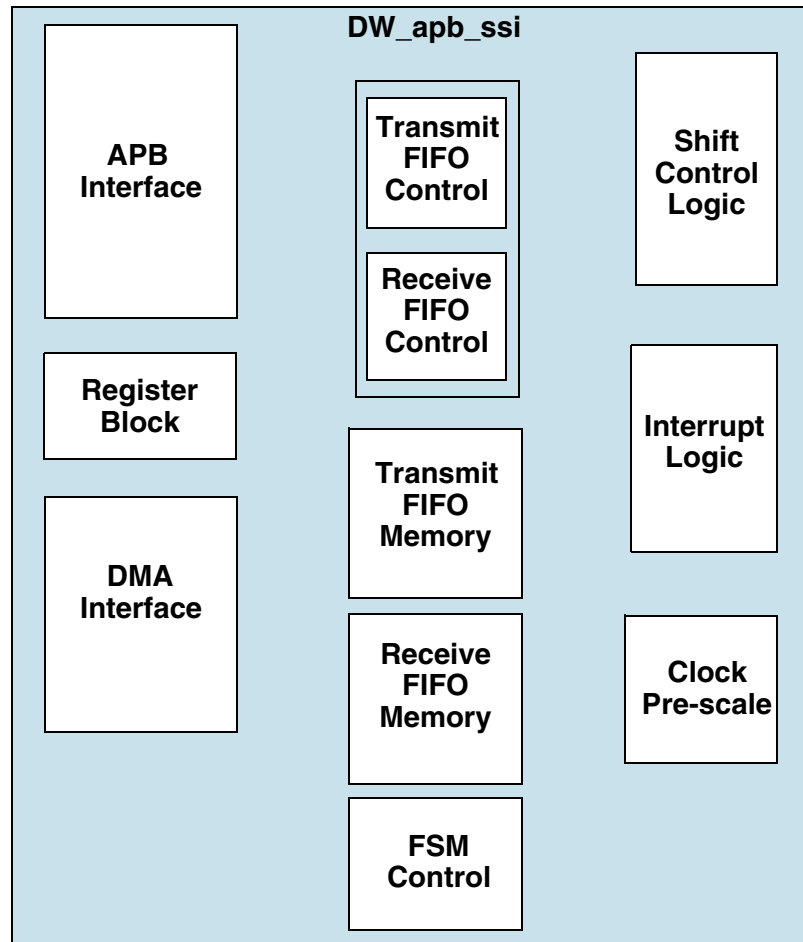 DW_apb_ssi
APB
Interface
Register
Block
DMA
Interface
Transmit
FIFO
Control
Receive
FIFO
Control
Transmit
FIFO
Memory
Receive
FIFO
Memory
FSM
Control
Shift
Control
Logic
Interrupt
Logic
Clock
Pre-scale